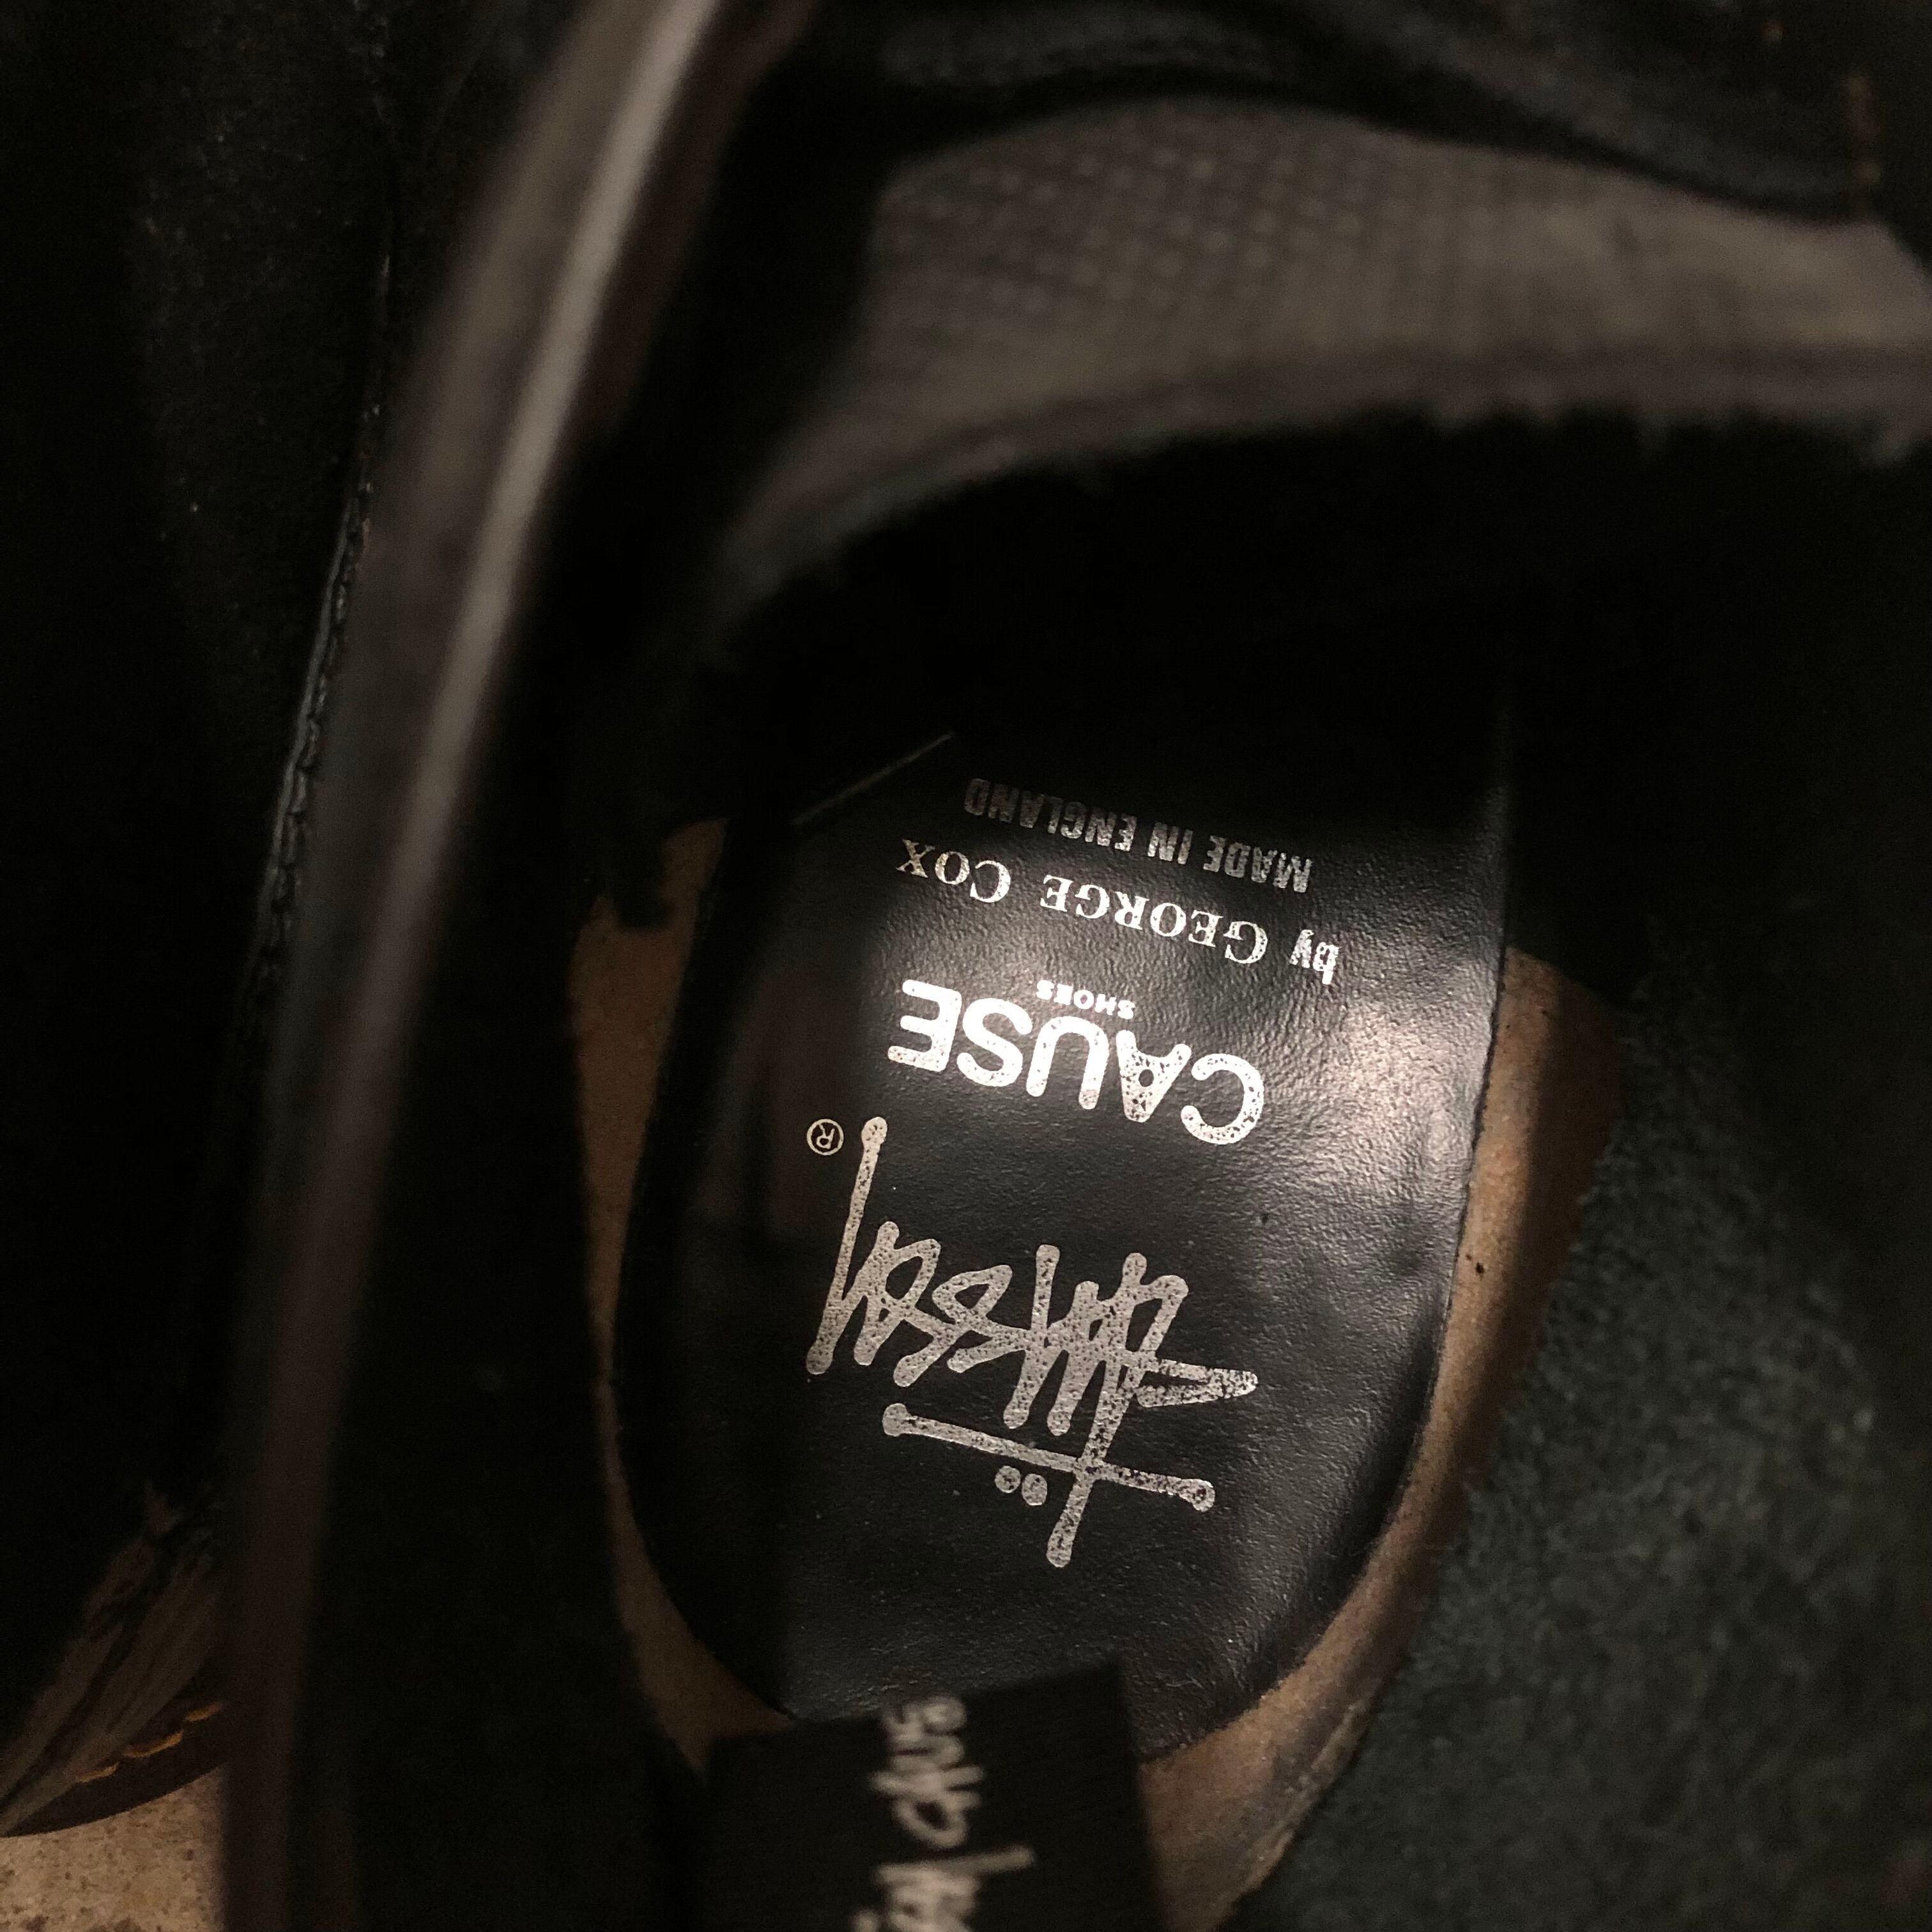 Stüssy ®
CAUSE
SHOES
by GEORGE COX
MADE IN ENGLAND